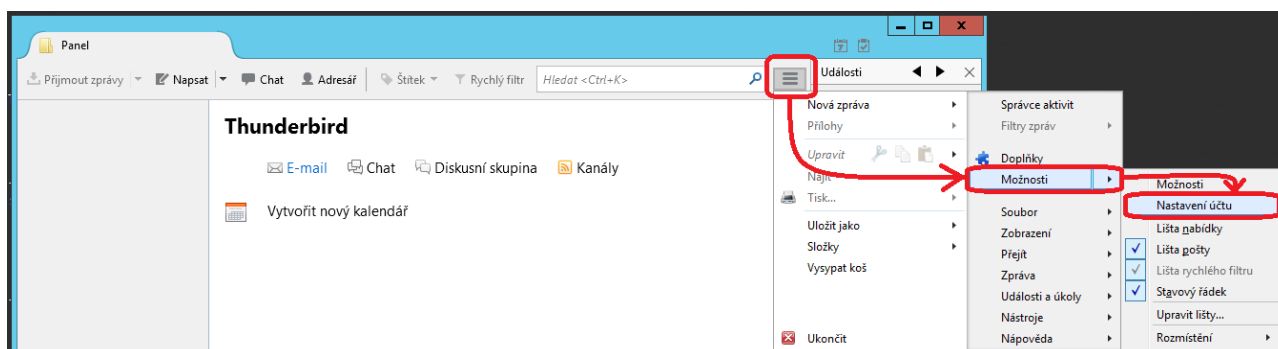 Panel
Přijmout zprávy
Napsat
Chat
Adresář
Štítek
Rychlý filtr
Hledat <Ctrl+K>
Události
Thunderbird
E-mail
Chat
Diskusní skupina
Kanály
Vytvořit nový kalendář
Nová zpráva
Přílohy
Upravit
Najít
Tisk...
Uložit jako
Složky
Vysypat koš
Ukončit
Správce aktivit
Filtry zpráv
Doplňky
Možnosti
Soubor
Zobrazení
Přejít
Zpráva
Události a úkoly
Nástroje
Nápověda
Možnosti
Nastavení účtu
Lišta nabídky
Lišta pošty
Lišta rychlého filtru
Stavový řádek
Upravit lišty...
Rozmístění